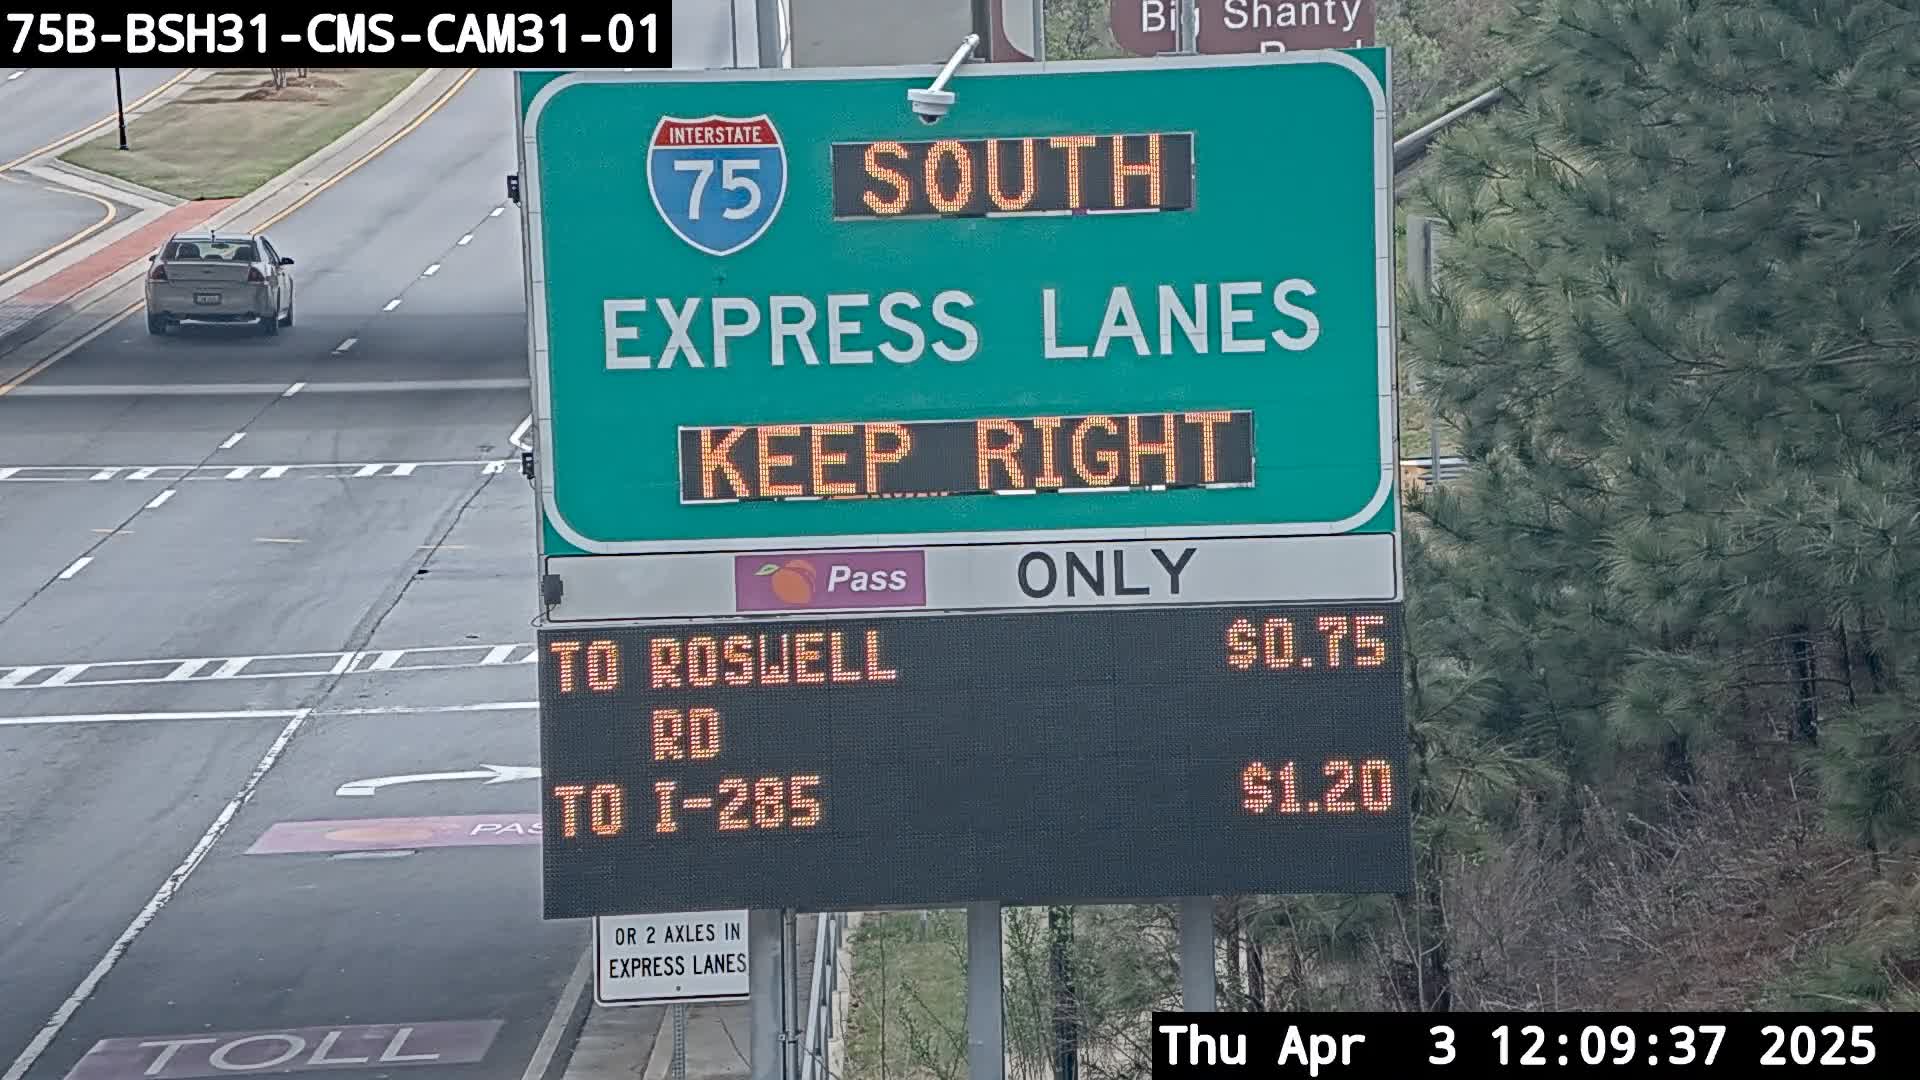 75B-BSH31-CMS-CAM31-01
Big Shanty
INTERSTATE
75
SOUTH
EXPRESS LANES
KEEP RIGHT
Pass ONLY
TO ROSWELL $0.75
RD
TO I-285 $1.20
OR 2 AXLES IN
EXPRESS LANES
TOLL
Thu Apr 3 12:09:37 2025